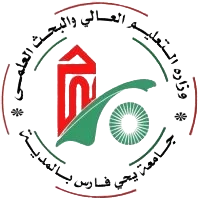 وزارة التعليم العالي والبحث العلمي
جامعة يحي فارس بالمدية